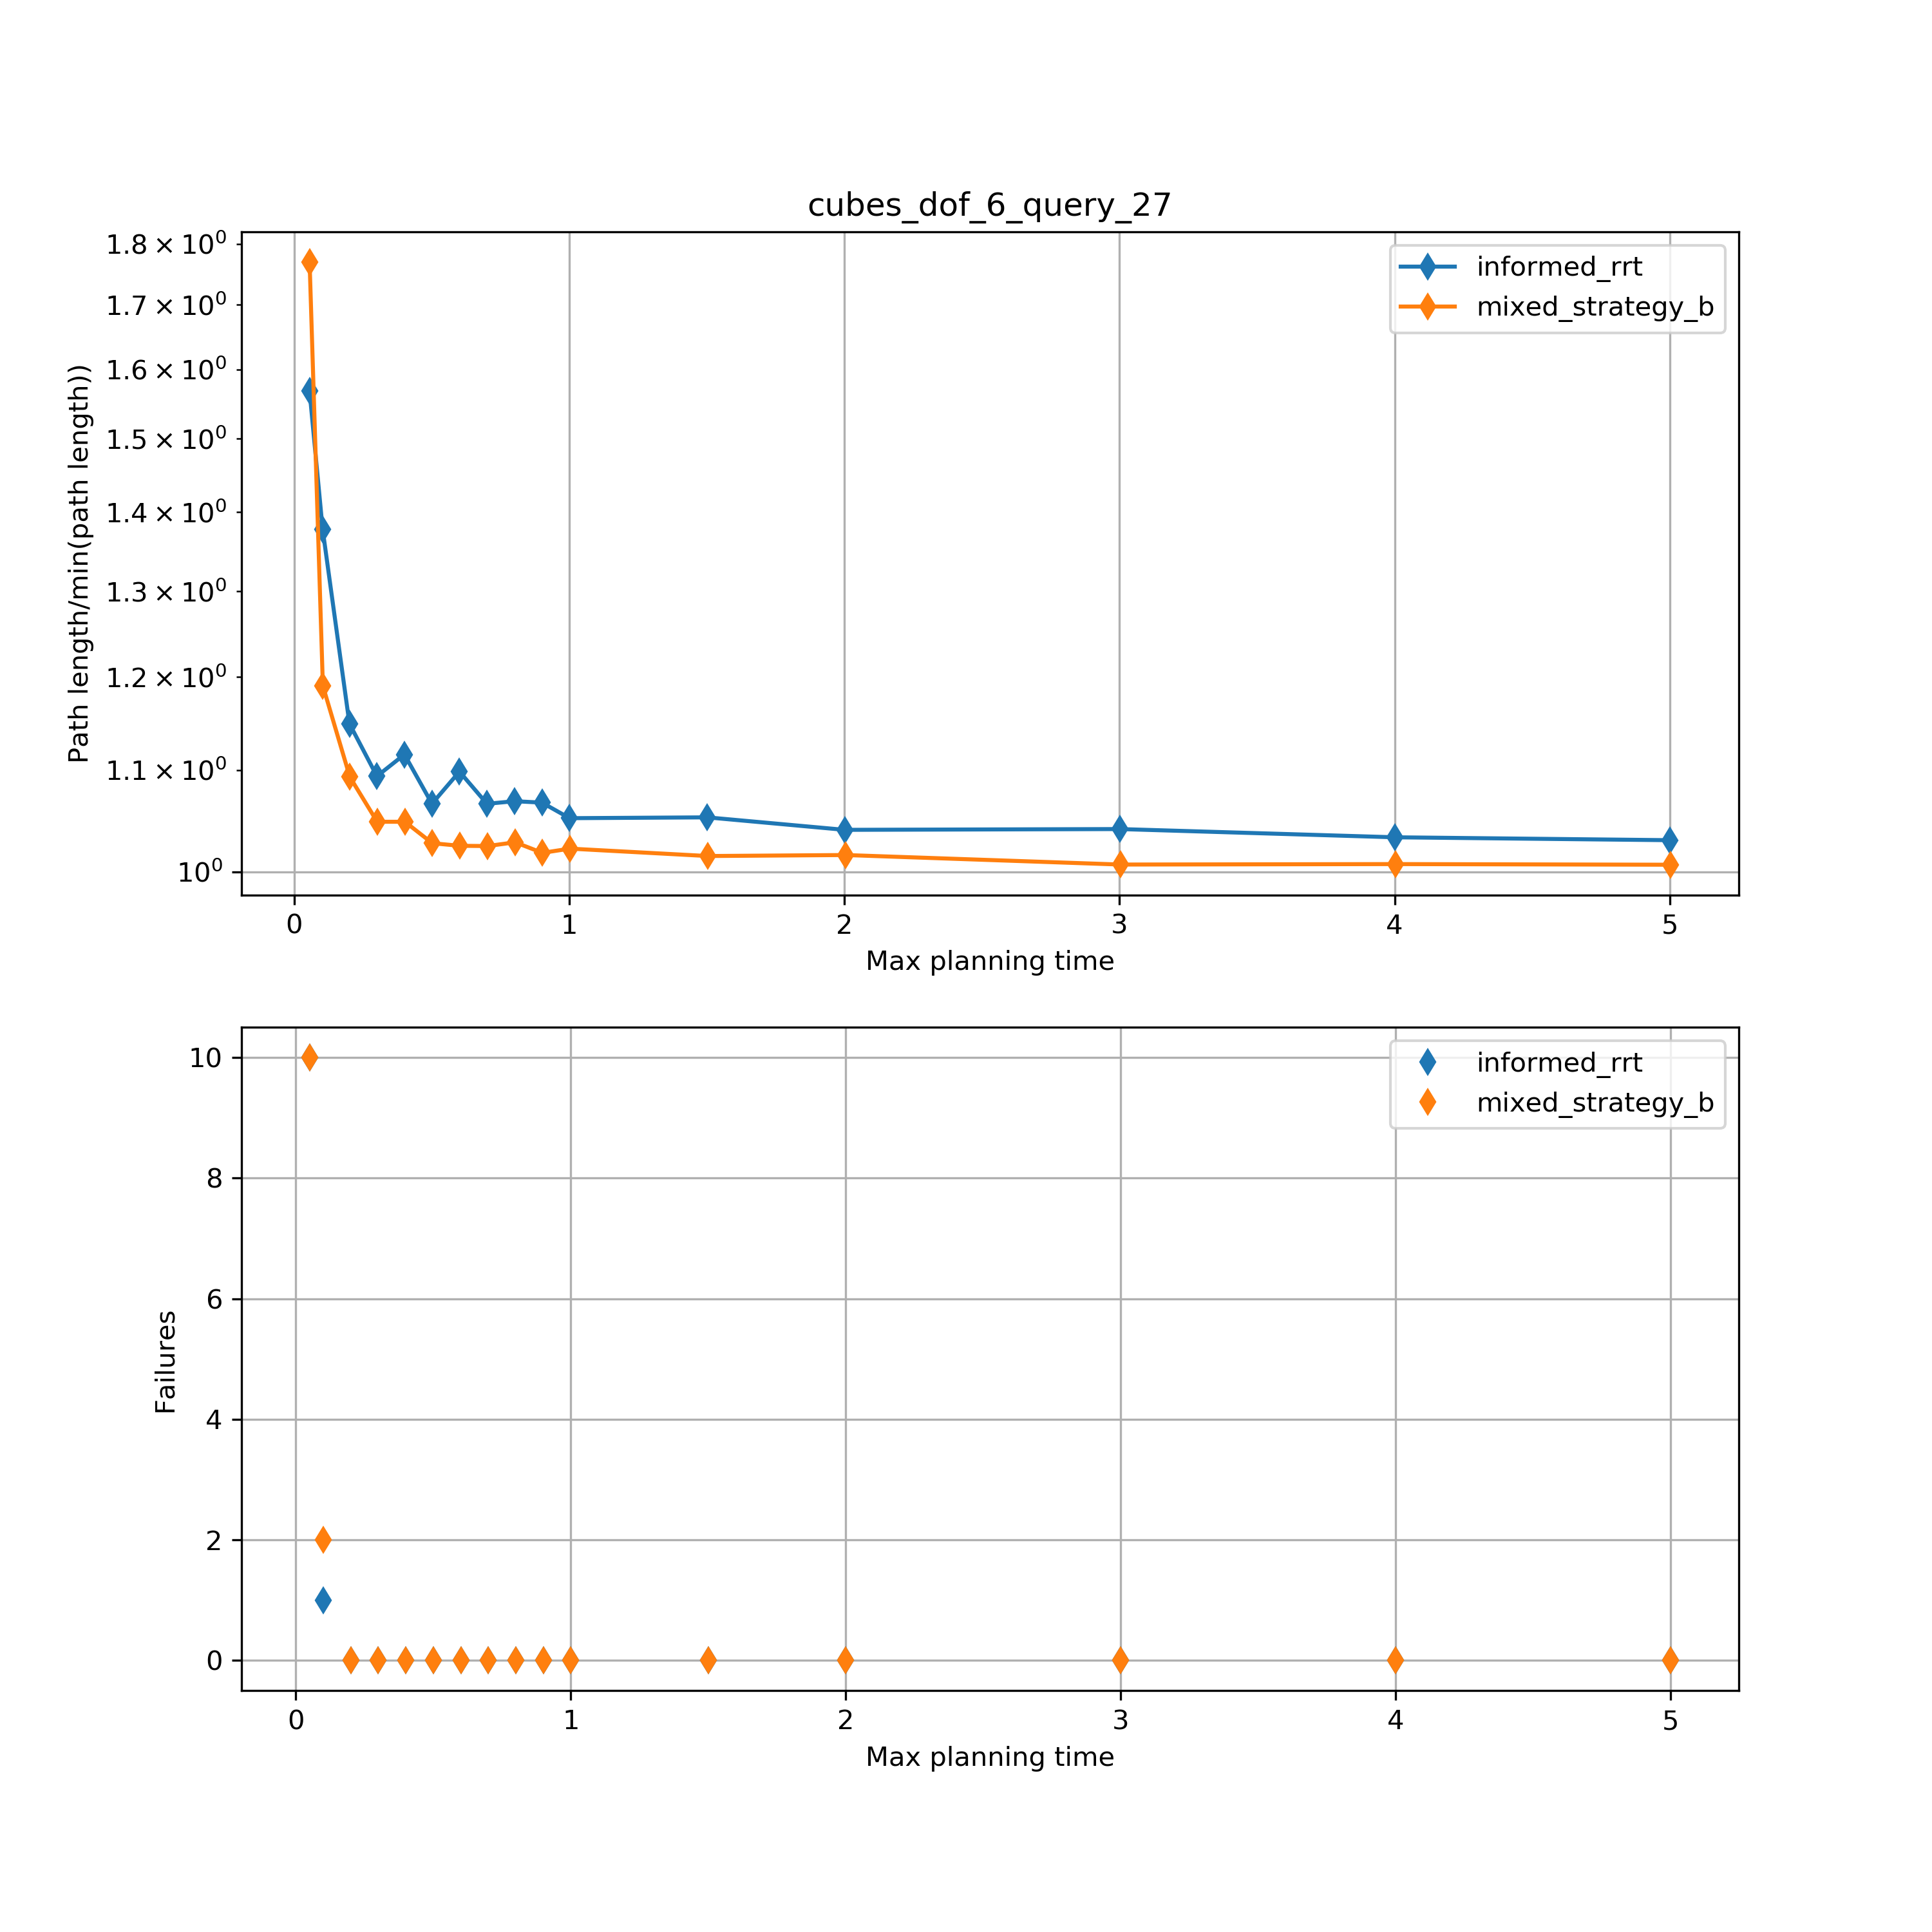 cubes_dof_6_query_27
Path length/min(path length))
1.8 × 10⁰
1.7 × 10⁰
1.6 × 10⁰
1.5 × 10⁰
1.4 × 10⁰
1.3 × 10⁰
1.2 × 10⁰
1.1 × 10⁰
10⁰
informed_rrt
mixed_strategy_b
0 1 2 3 4 5
Max planning time
Failures
10
8
6
4
2
0
informed_rrt
mixed_strategy_b
0 1 2 3 4 5
Max planning time